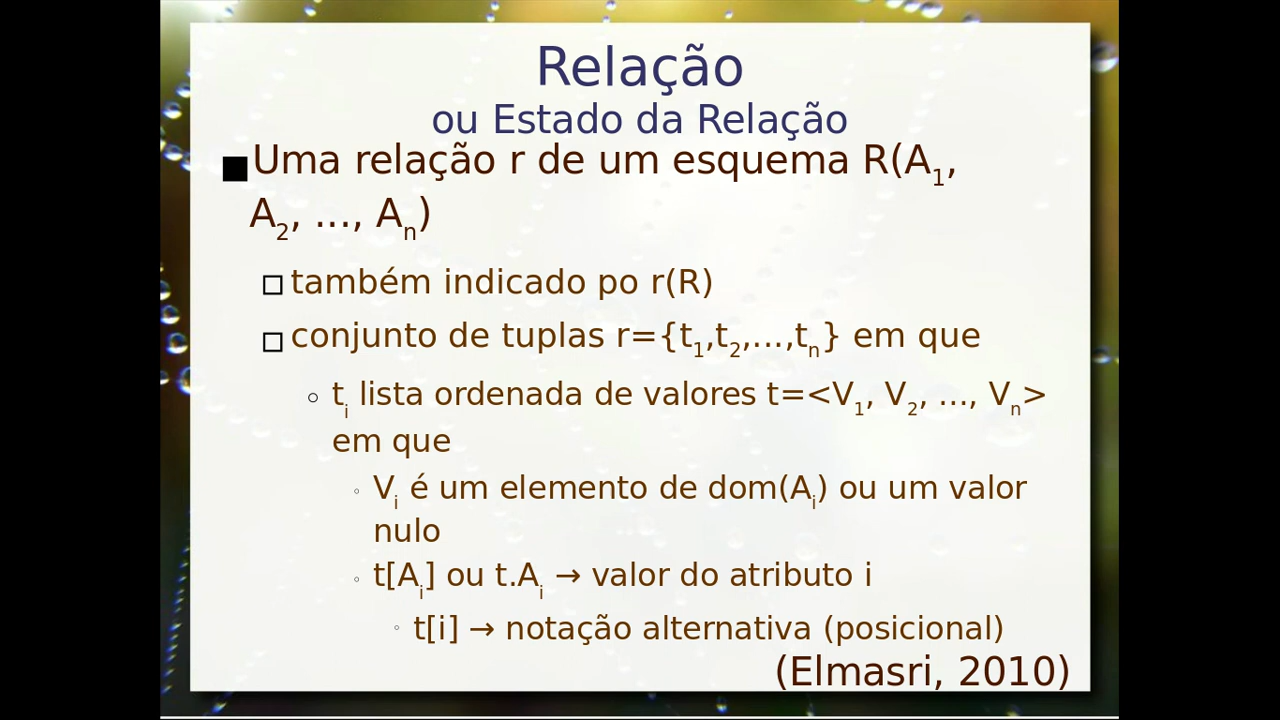 Relação
ou Estado da Relação
Uma relação r de um esquema R(A₁,
A₂, ..., Aₙ)
também indicado po r(R)
conjunto de tuplas r={t₁,t₂,...,tₙ} em que
tᵢ lista ordenada de valores t=<V₁, V₂, ..., Vₙ>
em que
Vᵢ é um elemento de dom(Aᵢ) ou um valor
nulo
t[Aᵢ] ou t.Aᵢ → valor do atributo i
t[i] → notação alternativa (posicional)
(Elmasri, 2010)